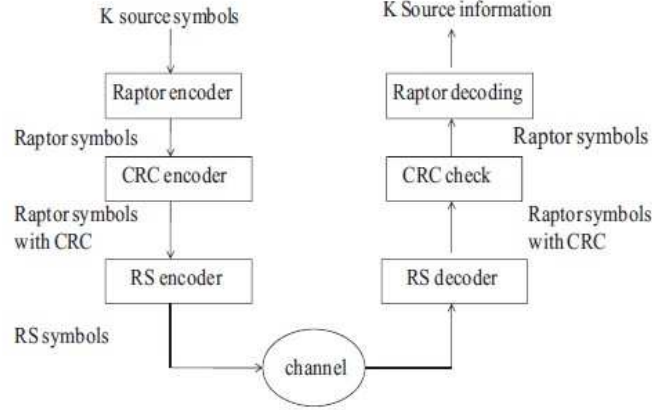 K source symbols
Raptor encoder
Raptor symbols
CRC encoder
Raptor symbols
with CRC
RS encoder
RS symbols
channel
K Source information
Raptor decoding
Raptor symbols
CRC check
Raptor symbols
with CRC
RS decoder